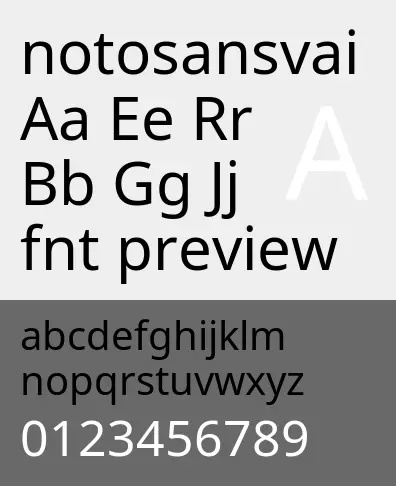 notosansvai
Aa Ee Rr
Bb Gg Jj
A
fnt preview
abcdefghijklm
nopqrstuvwxyz
0123456789